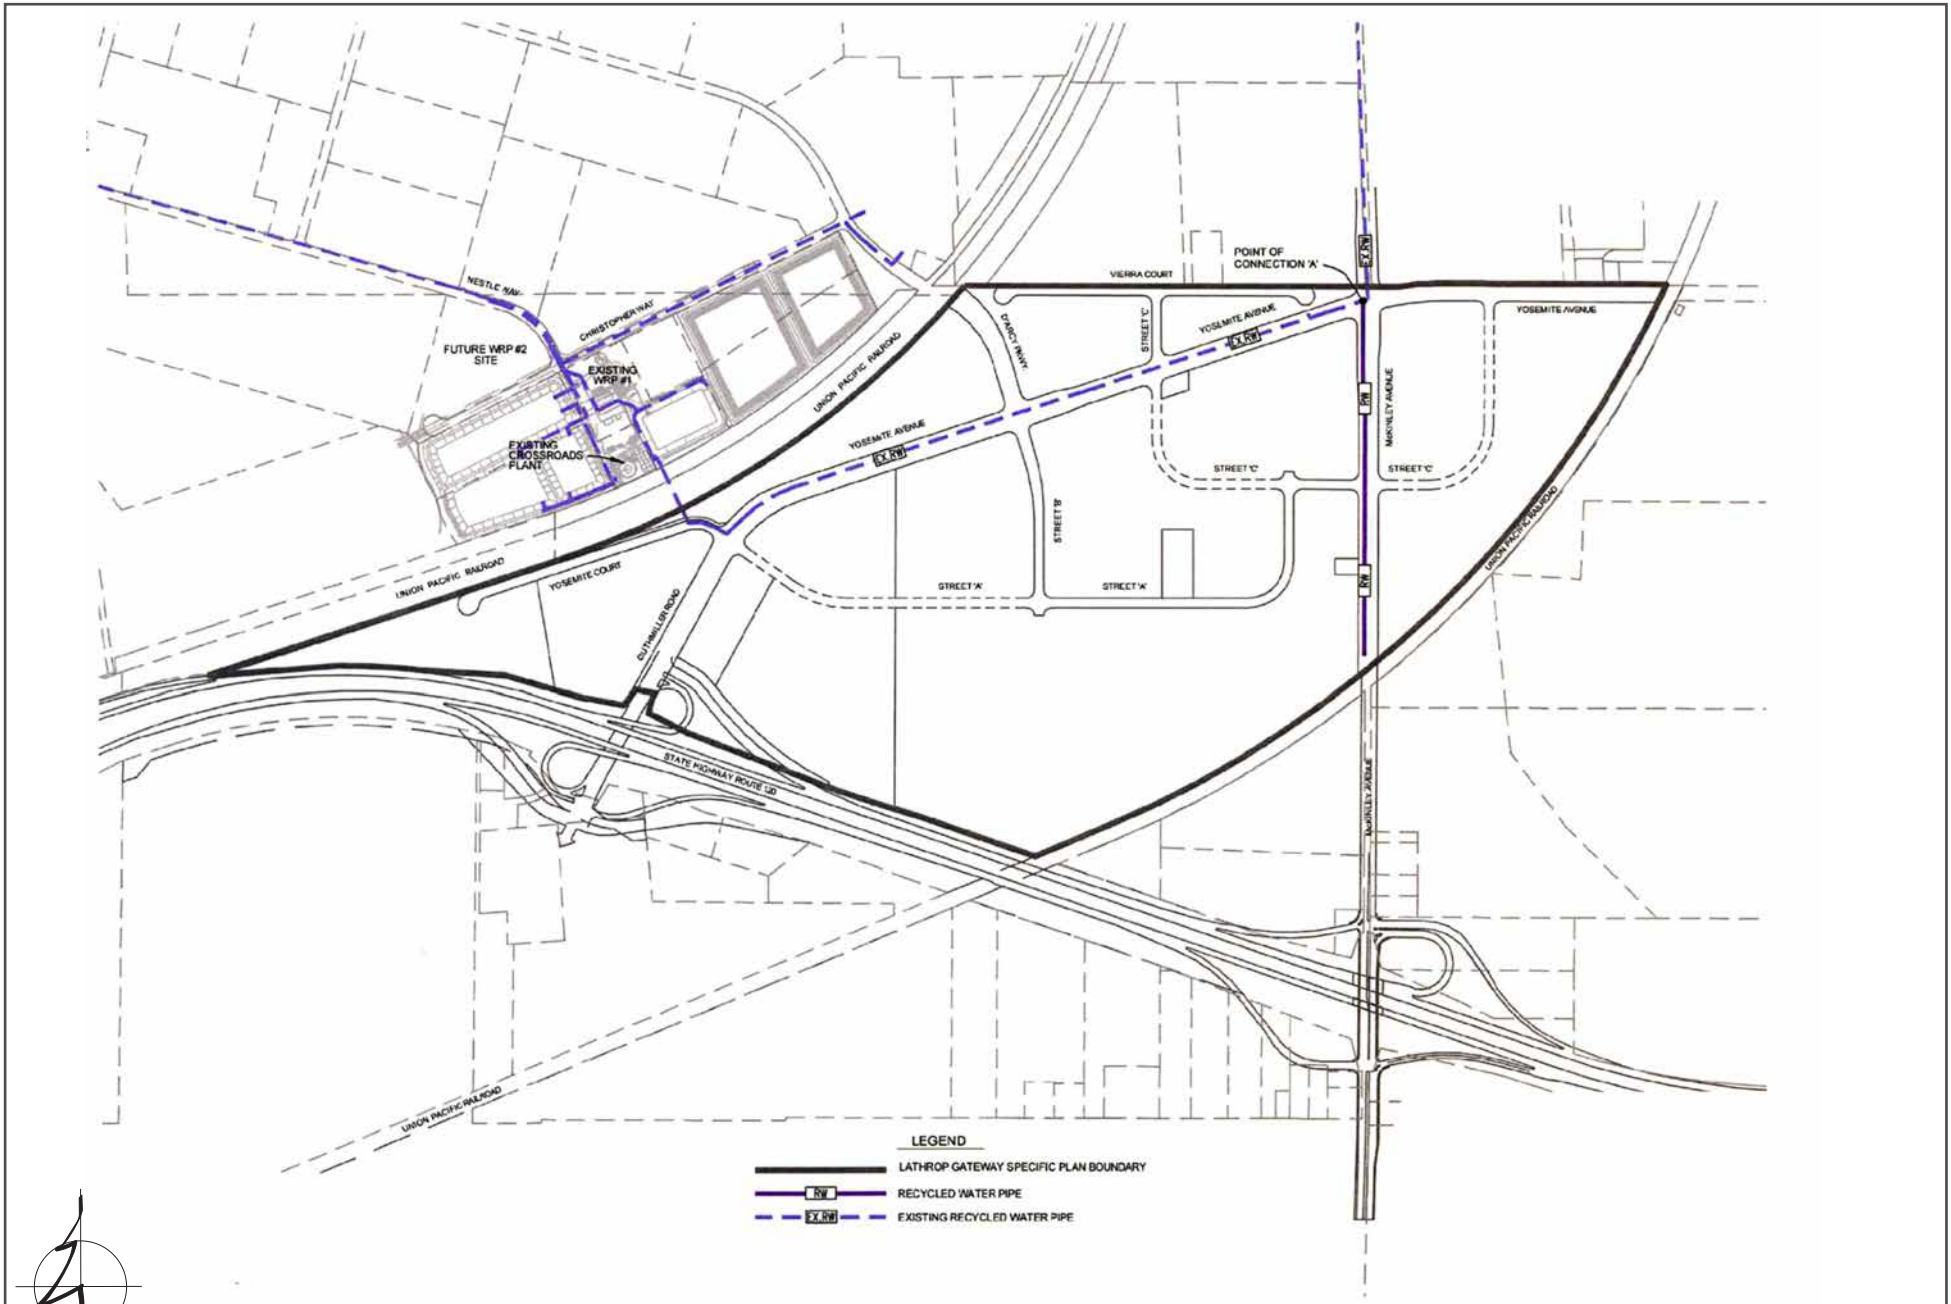 EX.RW
POINT OF
CONNECTION 'A'
VIERRA COURT
NESTLE WAY
CHRISTOPHER WAY
YOSEMITE AVENUE
YOSEMITE AVENUE
EX.RW
STREET 'C'
D'ARCY PKWY.
FUTURE WRP #2
SITE
EXISTING
WRP #1
UNION PACIFIC RAILROAD
RW
McKINLEY AVENUE
YOSEMITE AVENUE
EX.RW
EXISTING
CROSSROADS
PLANT
STREET 'C'
STREET 'C'
STREET 'B'
UNION PACIFIC RAILROAD
UNION PACIFIC RAILROAD
YOSEMITE COURT
STREET 'A'
STREET 'A'
RW
GUTHMILLER ROAD
STATE HIGHWAY ROUTE 120
McKINLEY AVENUE
UNION PACIFIC RAILROAD
LEGEND
LATHROP GATEWAY SPECIFIC PLAN BOUNDARY
RW RECYCLED WATER PIPE
EX.RW EXISTING RECYCLED WATER PIPE